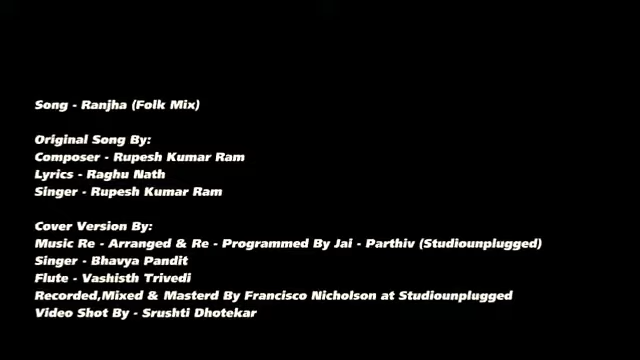 Song - Ranjha (Folk Mix)
Original Song By:
Composer - Rupesh Kumar Ram
Lyrics - Raghu Nath
Singer - Rupesh Kumar Ram
Cover Version By:
Music Re - Arranged & Re - Programmed By Jai - Parthiv (Studiounplugged)
Singer - Bhavya Pandit
Flute - Vashisth Trivedi
Recorded,Mixed & Masterd By Francisco Nicholson at Studiounplugged
Video Shot By - Srushti Dhotekar